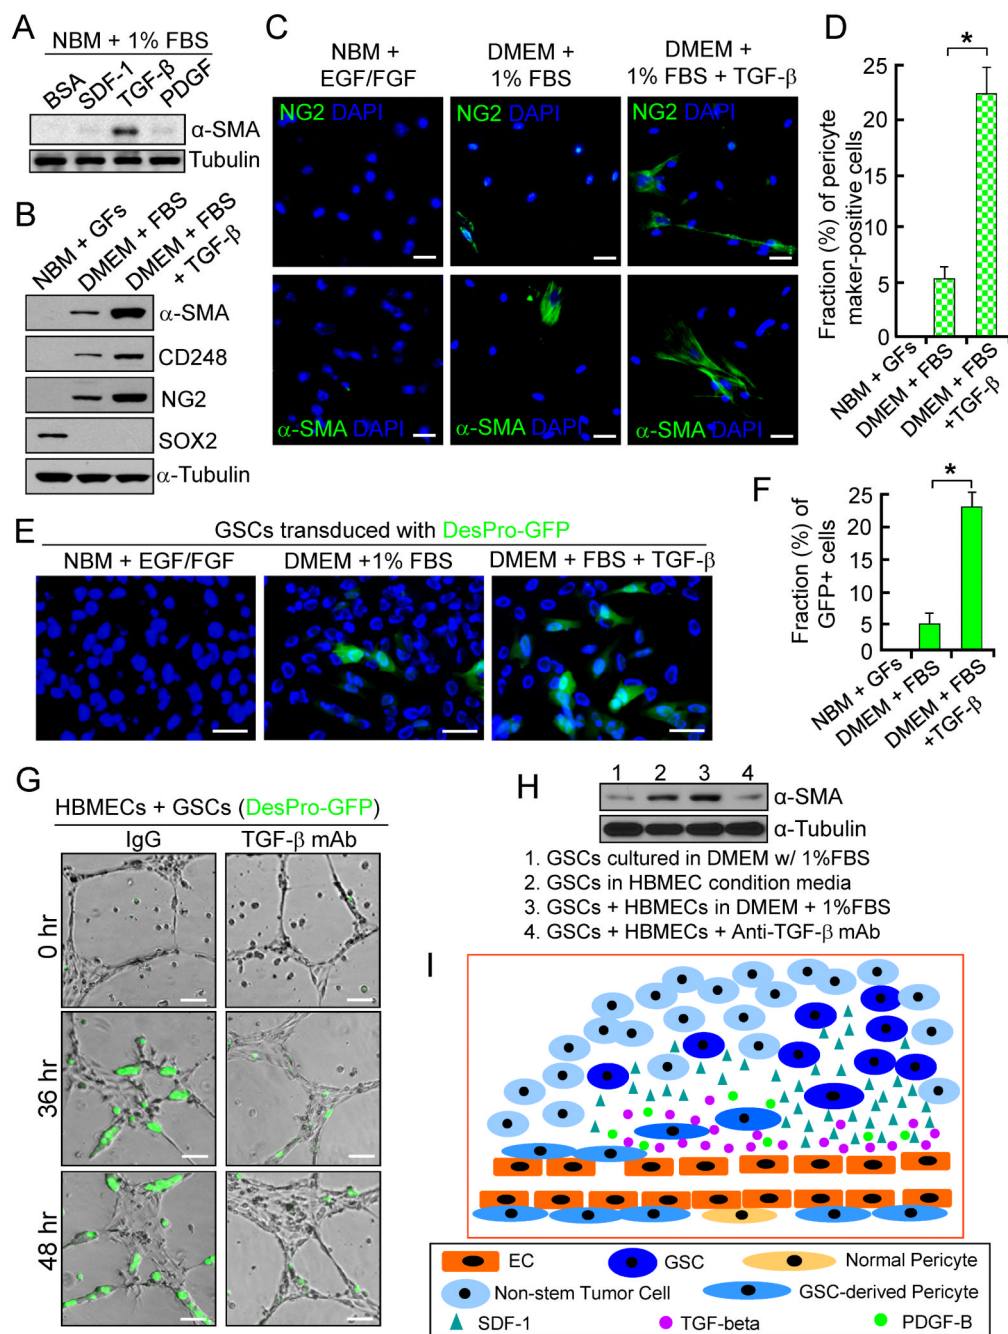 A
NBM + 1% FBS
BSA
SDF-1
TGF-β
PDGF
α-SMA
Tubulin
B
NBM + GFs
DMEM + FBS
DMEM + FBS
+ TGF-β
α-SMA
CD248
NG2
SOX2
α-Tubulin
C
NBM +
EGF/FGF
DMEM +
1% FBS
DMEM +
1% FBS + TGF-β
NG2 DAPI
NG2 DAPI
NG2 DAPI
α-SMA DAPI
α-SMA DAPI
α-SMA DAPI
D
*
Fraction (%) of pericyte
maker-positive cells
25
20
15
10
5
0
NBM + GFs
DMEM + FBS
DMEM + FBS
+TGF-β
E
GSCs transduced with DesPro-GFP
NBM + EGF/FGF
DMEM +1% FBS
DMEM + FBS + TGF-β
F
*
Fraction (%) of
GFP+ cells
25
20
15
10
5
0
NBM + GFs
DMEM + FBS
DMEM + FBS
+TGF-β
G
HBMECs + GSCs (DesPro-GFP)
IgG
TGF-β mAb
0 hr
36 hr
48 hr
H
1 2 3 4
α-SMA
α-Tubulin
1. GSCs cultured in DMEM w/ 1%FBS
2. GSCs in HBMEC condition media
3. GSCs + HBMECs in DMEM + 1%FBS
4. GSCs + HBMECs + Anti-TGF-β mAb
I
EC
GSC
Normal Pericyte
Non-stem Tumor Cell
GSC-derived Pericyte
SDF-1
TGF-beta
PDGF-B